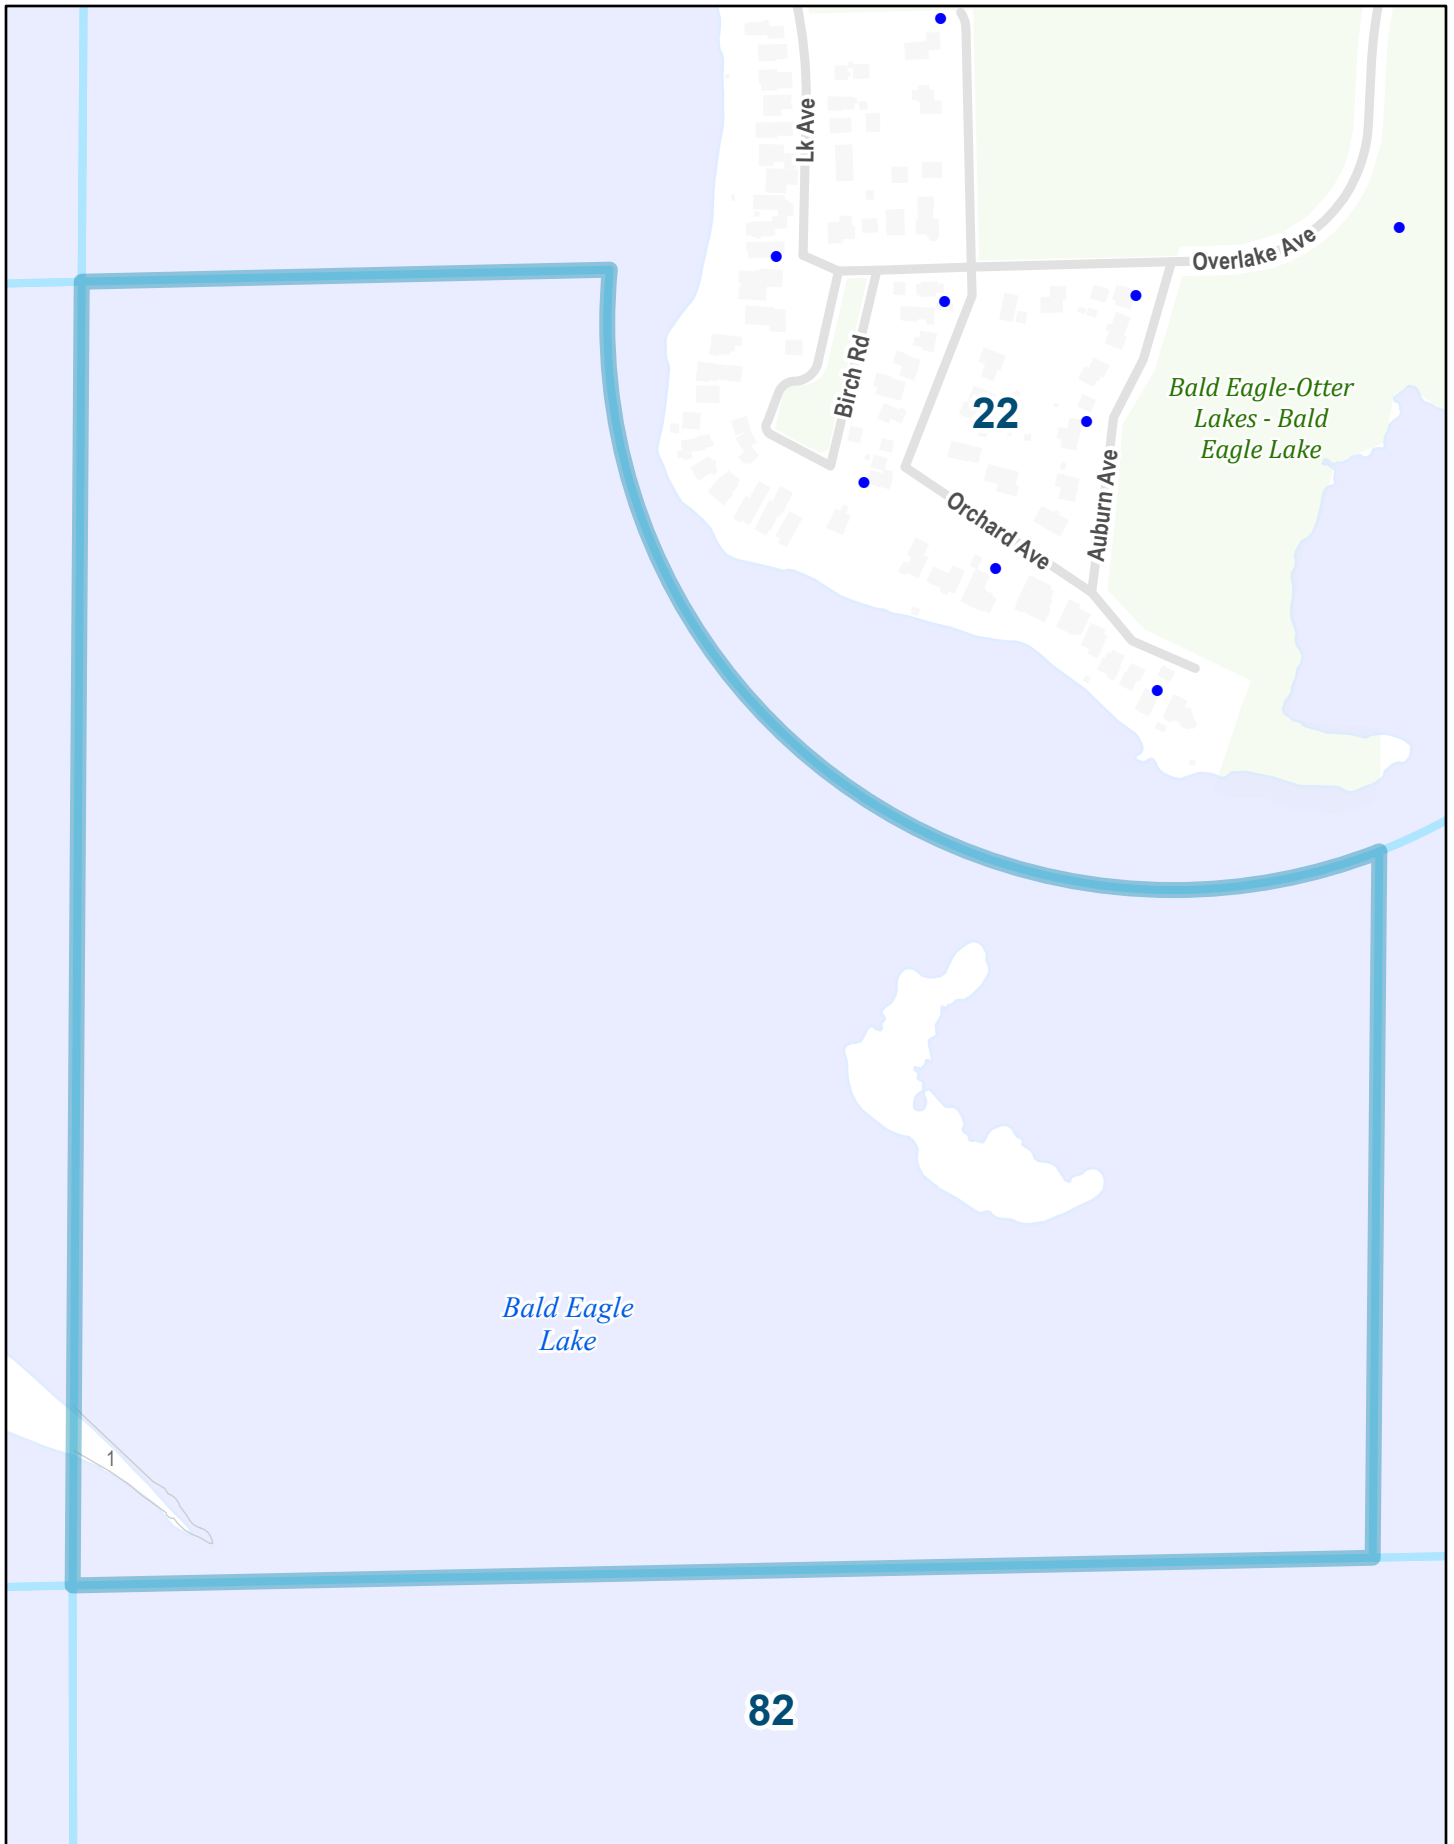 Lk Ave
Overlake Ave
Birch Rd
22
Bald Eagle-Otter
Lakes - Bald
Eagle Lake
Orchard Ave
Auburn Ave
Bald Eagle
Lake
1
82